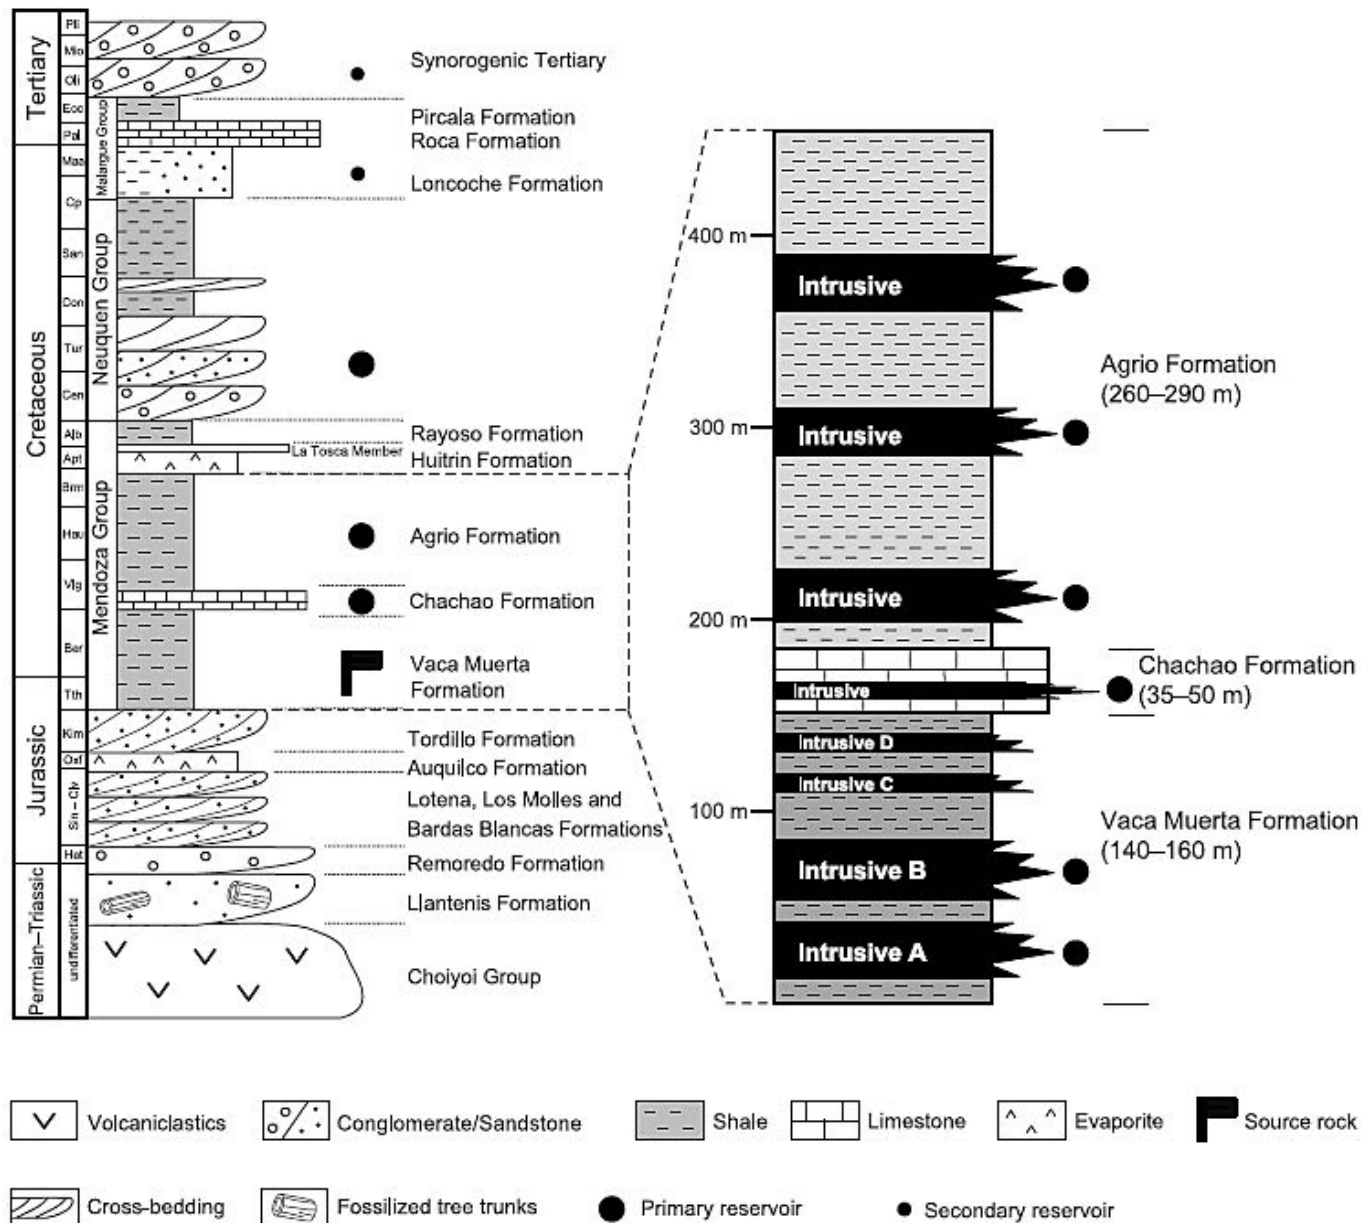 Tertiary
Cretaceous
Jurassic
Permian–Triassic
Pli
Mio
Oli
Eoc
Pal
Maa
Cp
San
Con
Tur
Cen
Alb
Apt
Brm
Hau
Vlg
Ber
Tth
Kim
Oxf
Sin – Clv
Het
undifferentiated
Malargue Group
Neuquen Group
Mendoza Group
Synorogenic Tertiary
Pircala Formation
Roca Formation
Loncoche Formation
Rayoso Formation
La Tosca Member
Huitrin Formation
Agrio Formation
Chachao Formation
Vaca Muerta
Formation
Tordillo Formation
Auquilco Formation
Lotena, Los Molles and
Bardas Blancas Formations
Remoredo Formation
Llantenis Formation
Choiyoi Group
400 m
300 m
200 m
100 m
Intrusive
Intrusive
Intrusive
Intrusive
Intrusive D
Intrusive C
Intrusive B
Intrusive A
Agrio Formation
(260–290 m)
Chachao Formation
(35–50 m)
Vaca Muerta Formation
(140–160 m)
Volcaniclastics
Conglomerate/Sandstone
Shale
Limestone
Evaporite
Source rock
Cross-bedding
Fossilized tree trunks
Primary reservoir
Secondary reservoir